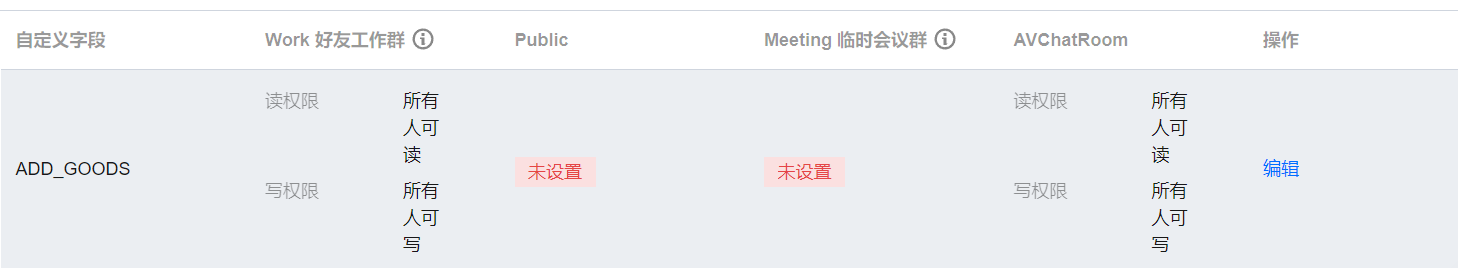 自定义字段 Work 好友工作群 Public Meeting 临时会议群 AVChatRoom 操作
读权限 所有 读权限 所有
人可 人可
读 读
ADD_GOODS 未设置 未设置 编辑
写权限 所有 写权限 所有
人可 人可
写 写